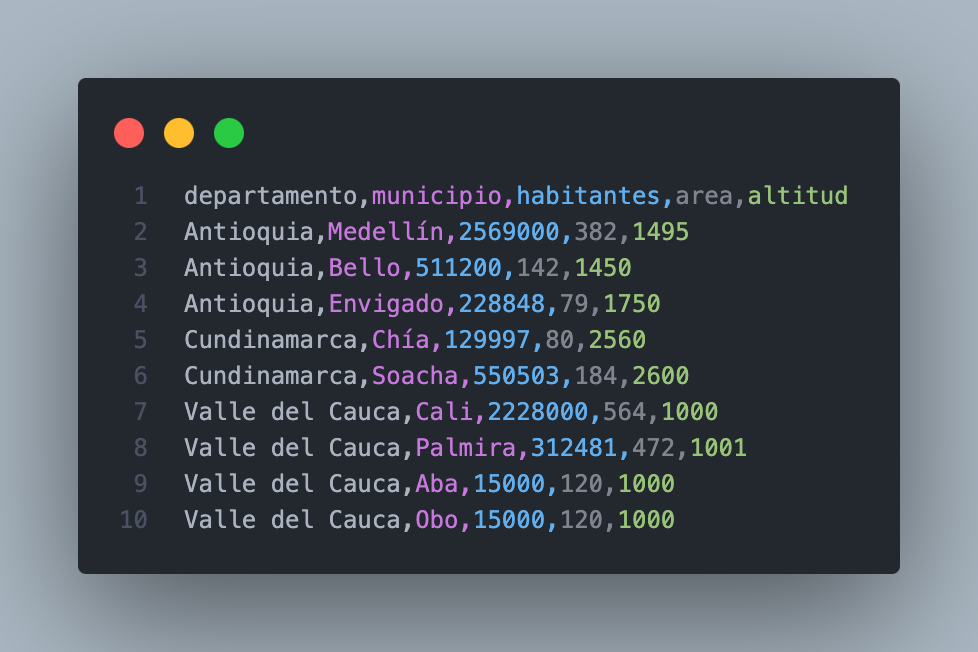 1 departamento,municipio,habitantes,area,altitud
2 Antioquia,Medellín,2569000,382,1495
3 Antioquia,Bello,511200,142,1450
4 Antioquia,Envigado,228848,79,1750
5 Cundinamarca,Chía,129997,80,2560
6 Cundinamarca,Soacha,550503,184,2600
7 Valle del Cauca,Cali,2228000,564,1000
8 Valle del Cauca,Palmira,312481,472,1001
9 Valle del Cauca,Aba,15000,120,1000
10 Valle del Cauca,Obo,15000,120,1000